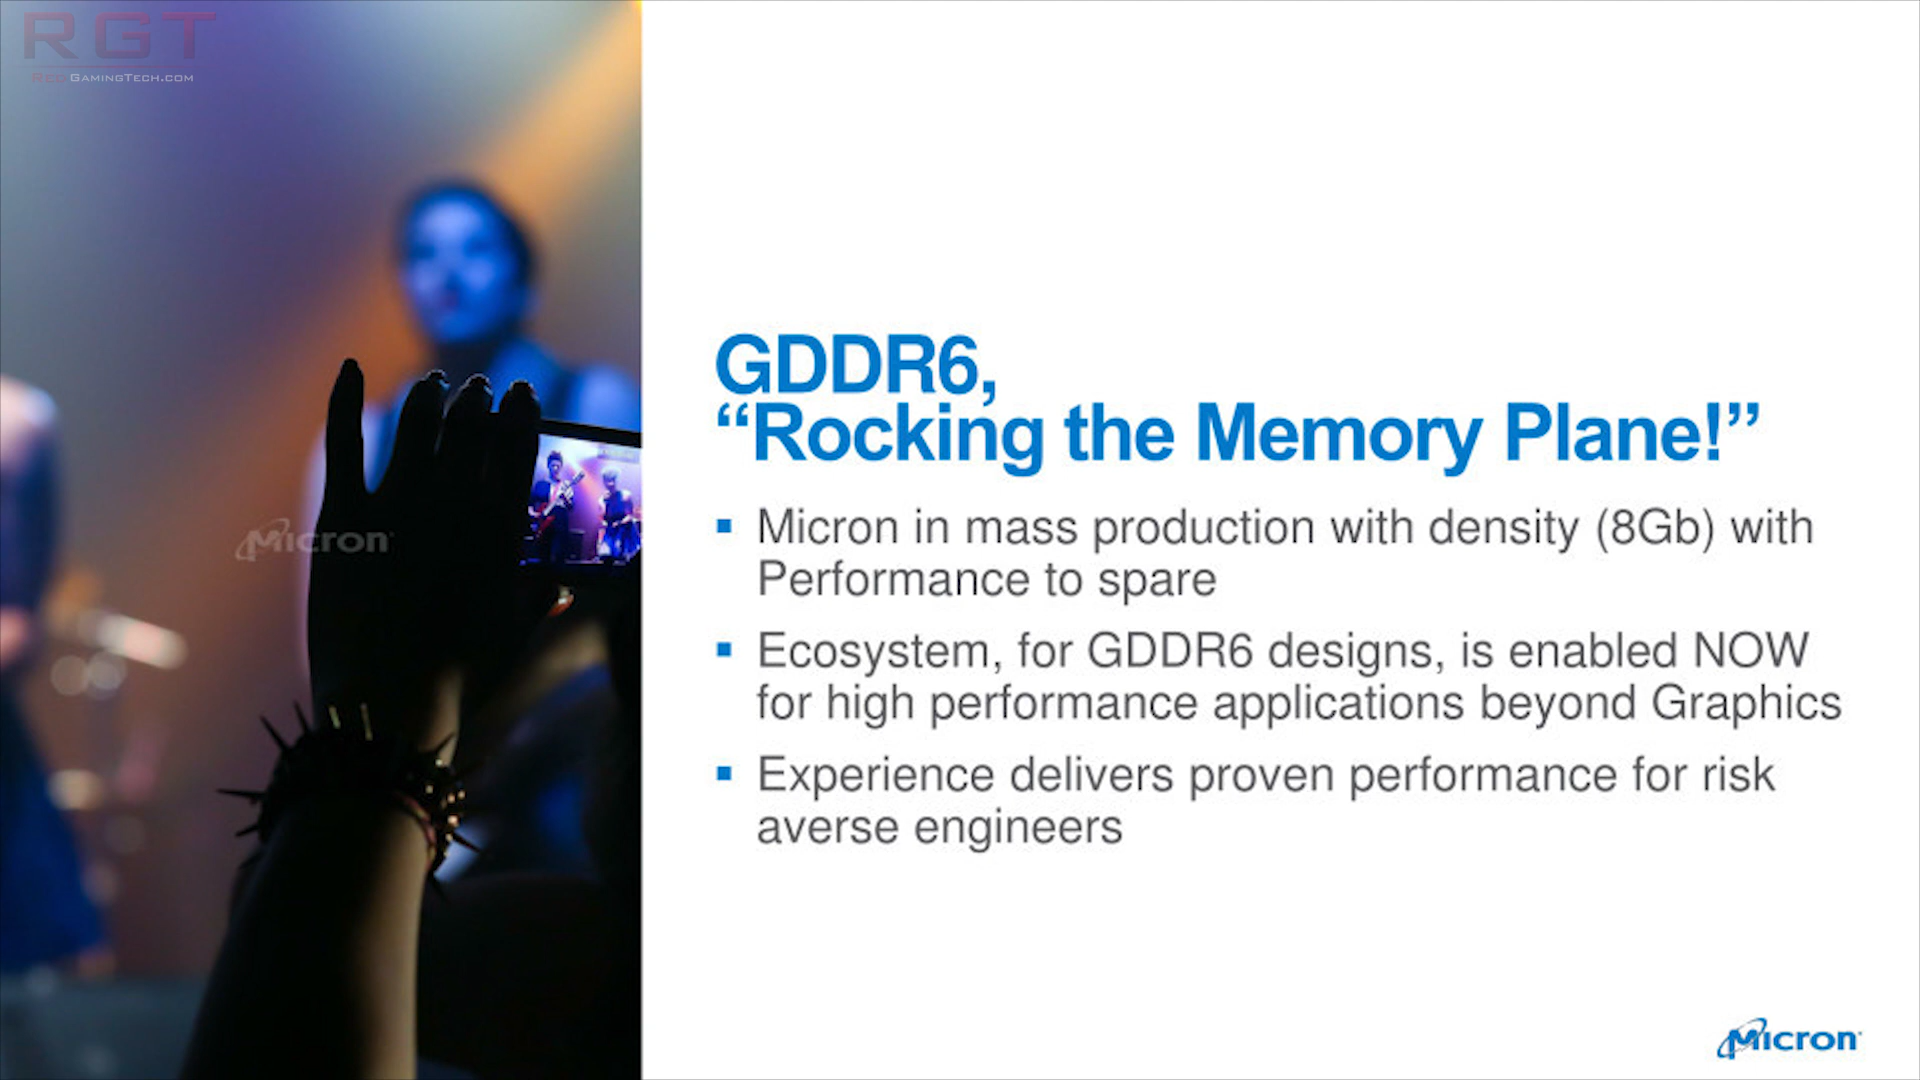 RGT
RedGamingTech.com
GDDR6,
“Rocking the Memory Plane!”
Micron in mass production with density (8Gb) with
Performance to spare
Ecosystem, for GDDR6 designs, is enabled NOW
for high performance applications beyond Graphics
Experience delivers proven performance for risk
averse engineers
Micron
Micron